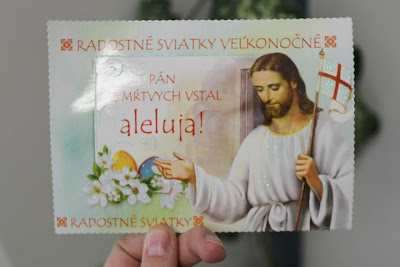 RADOSTNÉ SVIATKY VEĽKONOČNÉ
PÁN
Z MŔTVYCH VSTAL
aleluja!
RADOSTNÉ SVIATKY